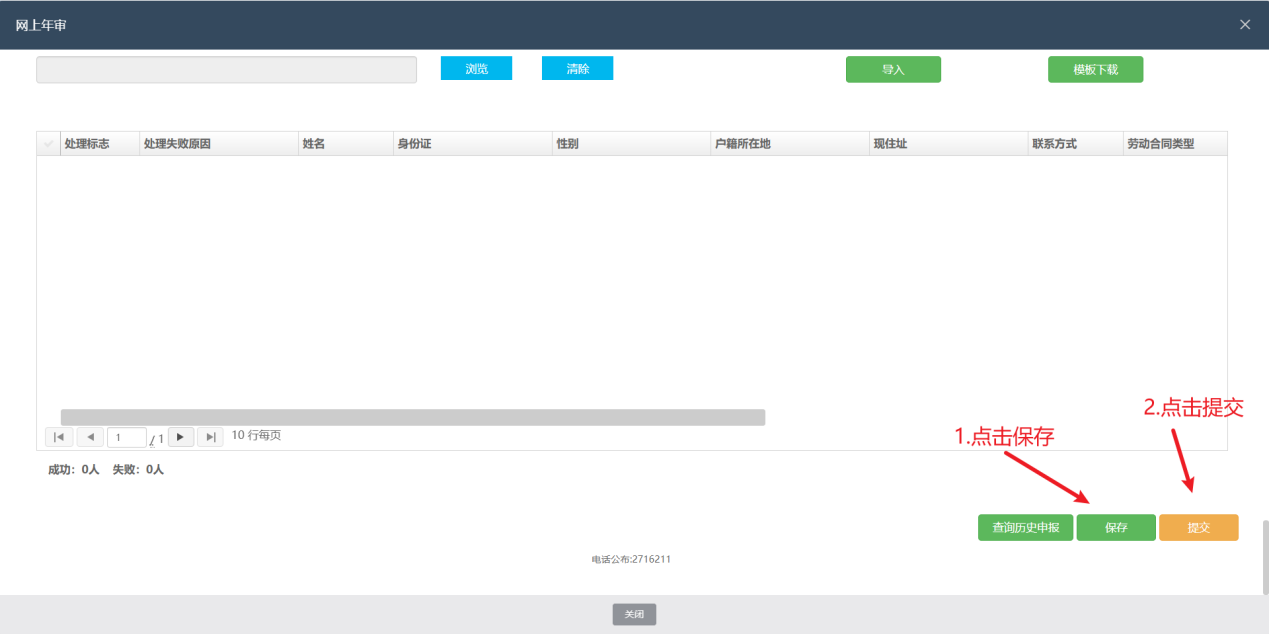 网上年审
浏览 清除 导入 模板下载
处理标志 处理失败原因 姓名 身份证 性别 户籍所在地 现住址 联系方式 劳动合同类型
2.点击提交
1 / 1 10 行每页
1.点击保存
成功：0人 失败：0人
查询历史申报 保存 提交
电话公布:2716211
关闭